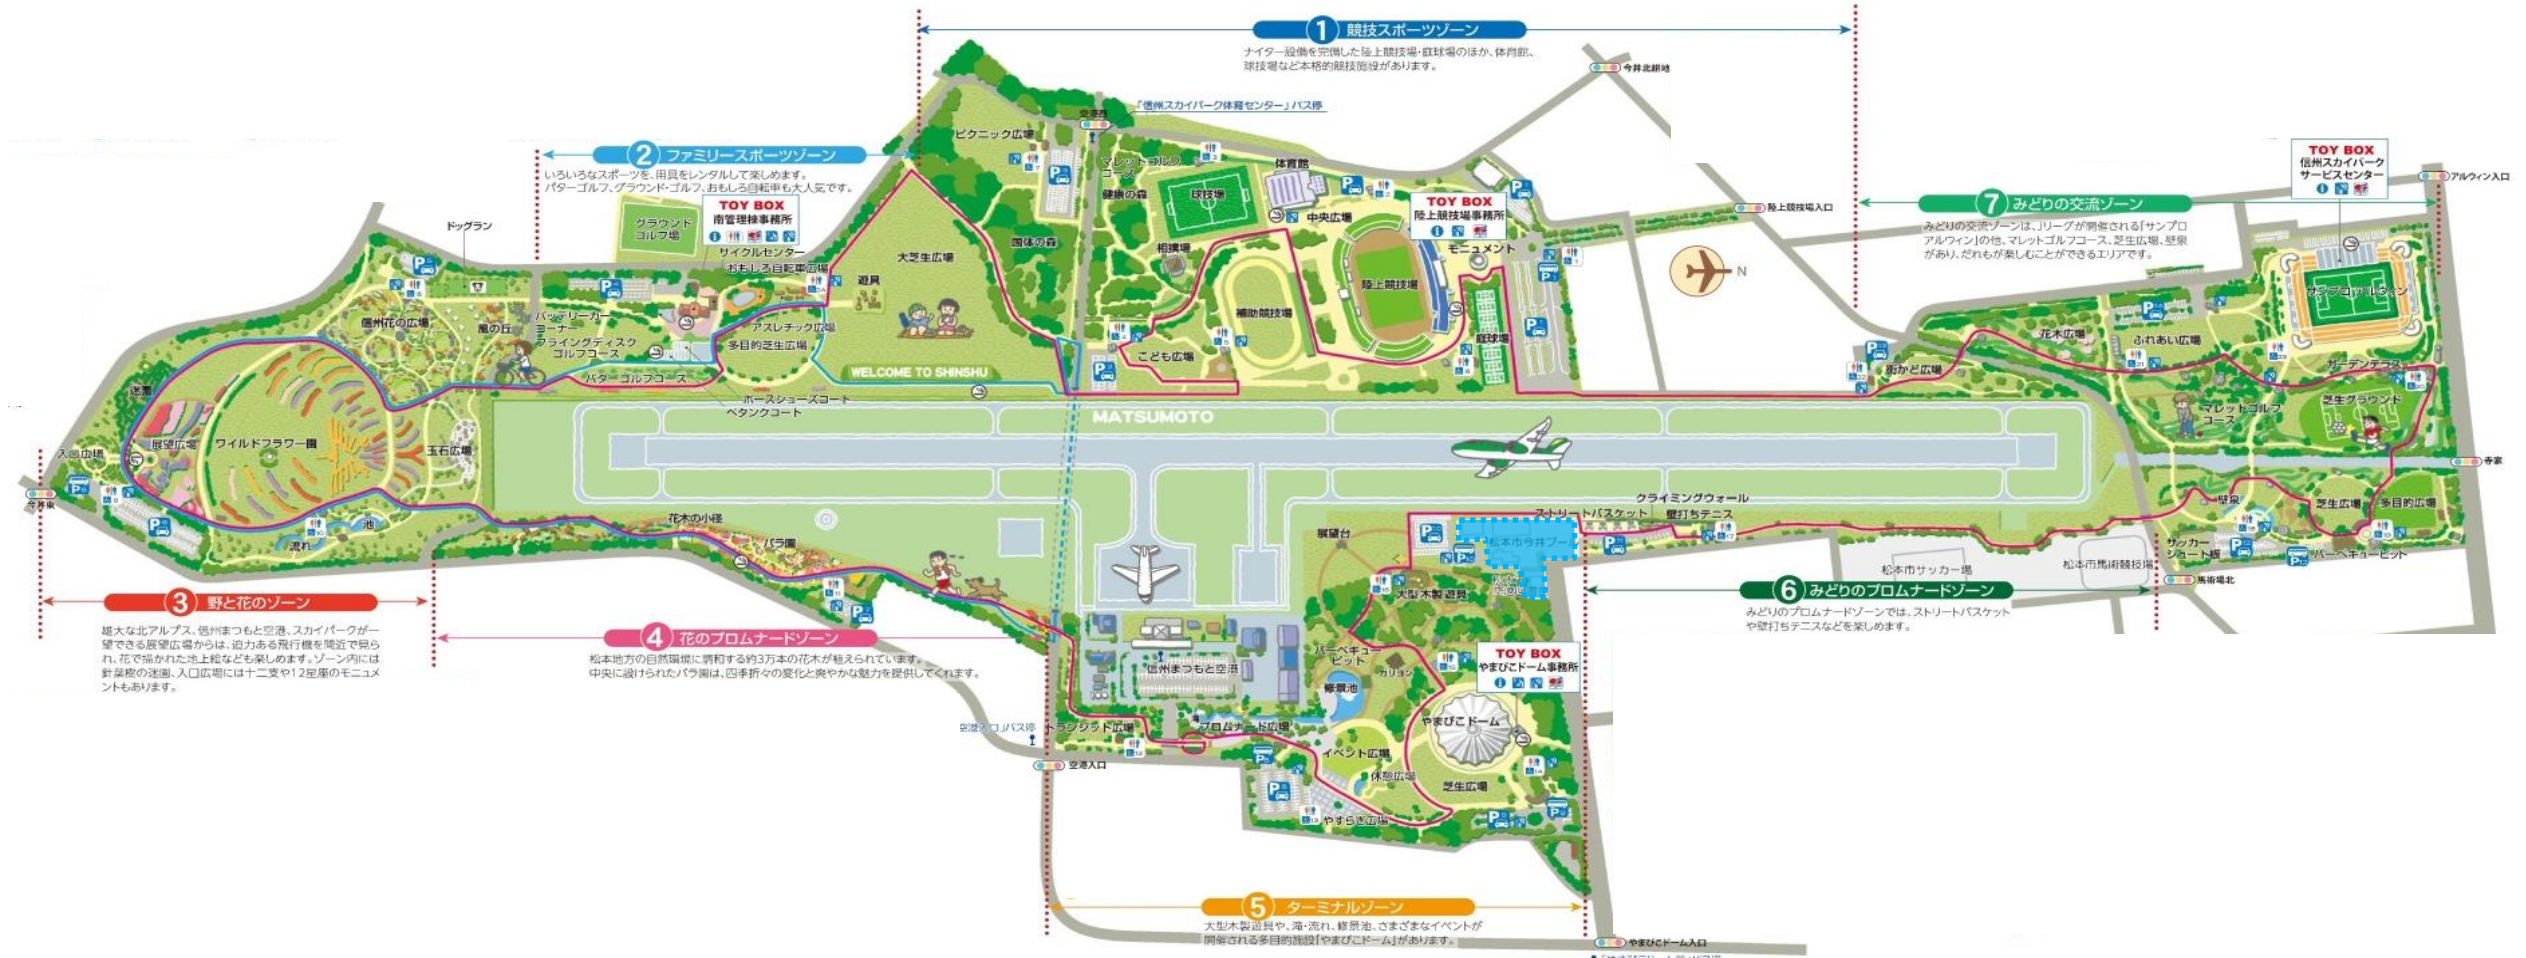 1 競技スポーツゾーン
ナイター設備を完備した陸上競技場・庭球場のほか、体育館、
球技場など本格的競技施設があります。
今井北耕地
「信州スカイパーク体育センター」バス停
空港西
ピクニック広場
マレットゴルフ
コース
健康の森
球技場
体育館
中央広場
TOY BOX
陸上競技場事務所
モニュメント
陸上競技場入口
相撲場
国体の森
補助競技場
陸上競技場
庭球場
こども広場
2 ファミリースポーツゾーン
いろいろなスポーツを、用具をレンタルして楽しめます。
パターゴルフ、グラウンド・ゴルフ、おもしろ自転車も大人気です。
TOY BOX
南管理棟事務所
グラウンド
ゴルフ場
ドッグラン
サイクルセンター
おもしろ自転車広場
遊具
大芝生広場
バッテリーカー
コーナー
フライングディスク
ゴルフコース
アスレチック広場
多目的芝生広場
パターゴルフコース
ホースシューズコート
ペタンクコート
WELCOME TO SHINSHU
信州花の広場
風の丘
迷園
展望広場
ワイルドフラワー園
玉石広場
入口広場
今井東
池
流れ
7 みどりの交流ゾーン
みどりの交流ゾーンは、Jリーグが開催される「サンプロ
アルウィン」の他、マレットゴルフコース、芝生広場、壁泉
があり、だれもが楽しむことができるエリアです。
TOY BOX
信州スカイパーク
サービスセンター
アルウィン入口
サンプロアルウィン
花木広場
ふれあい広場
街かど広場
ガーデンテラス
芝生グラウンド
マレットゴルフ
コース
寺家
壁泉
芝生広場
多目的広場
サッカー
シュート板
バーベキューピット
馬術場北
N
MATSUMOTO
クライミングウォール
ストリートバスケット
壁打ちテニス
松本市今井プール
展望台
大型木製遊具
松本市サッカー場
松本市馬術競技場
6 みどりのプロムナードゾーン
みどりのプロムナードゾーンでは、ストリートバスケット
や壁打ちテニスなどを楽しめます。
3 野と花のゾーン
雄大な北アルプス、信州まつもと空港、スカイパークが一
望できる展望広場からは、迫力ある飛行機を間近で見ら
れ、花で描かれた地上絵なども楽しめます。ゾーン内には
針葉樹の迷園、入口広場には十二支や12星座のモニュメ
ントもあります。
花木の小径
バラ園
4 花のプロムナードゾーン
松本地方の自然環境に調和する約3万本の花木が植えられています。
中央に設けられたバラ園は、四季折々の変化と爽やかな魅力を提供してくれます。
信州まつもと空港
空港入口」バス停
トランジット広場
空港入口
滝
プロムナード広場
バーベキュー
ピット
カリヨン
修景池
TOY BOX
やまびこドーム事務所
やまびこドーム
イベント広場
休憩広場
芝生広場
やすらぎ広場
5 ターミナルゾーン
大型木製遊具や、滝・流れ、修景池、さまざまなイベントが
開催される多目的施設「やまびこドーム」があります。
やまびこドーム入口